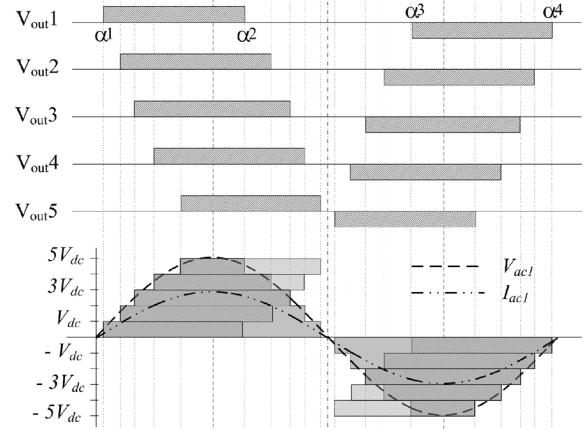 Vout1
α1
α2
α3
α4
Vout2
Vout3
Vout4
Vout5
5Vdc
3Vdc
Vdc
- Vdc
- 3Vdc
- 5Vdc
Vac1
Iac1